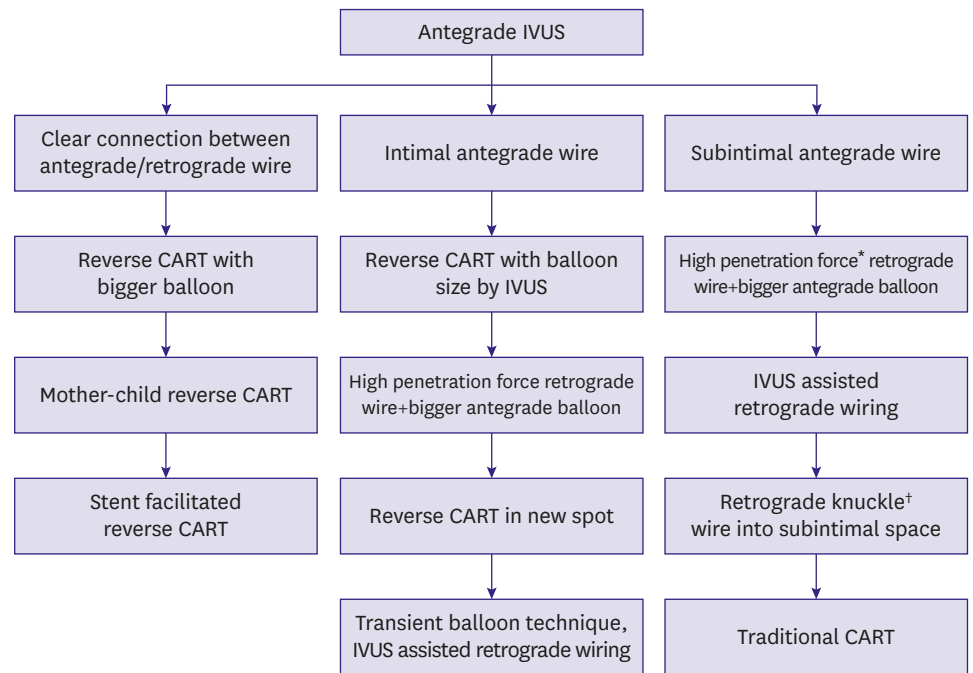 Antegrade IVUS
Clear connection between
antegrade/retrograde wire
Reverse CART with
bigger balloon
Mother-child reverse CART
Stent facilitated
reverse CART
Intimal antegrade wire
Reverse CART with balloon
size by IVUS
High penetration force retrograde
wire+bigger antegrade balloon
Reverse CART in new spot
Transient balloon technique,
IVUS assisted retrograde wiring
Subintimal antegrade wire
High penetration force* retrograde
wire+bigger antegrade balloon
IVUS assisted
retrograde wiring
Retrograde knuckle†
wire into subintimal space
Traditional CART